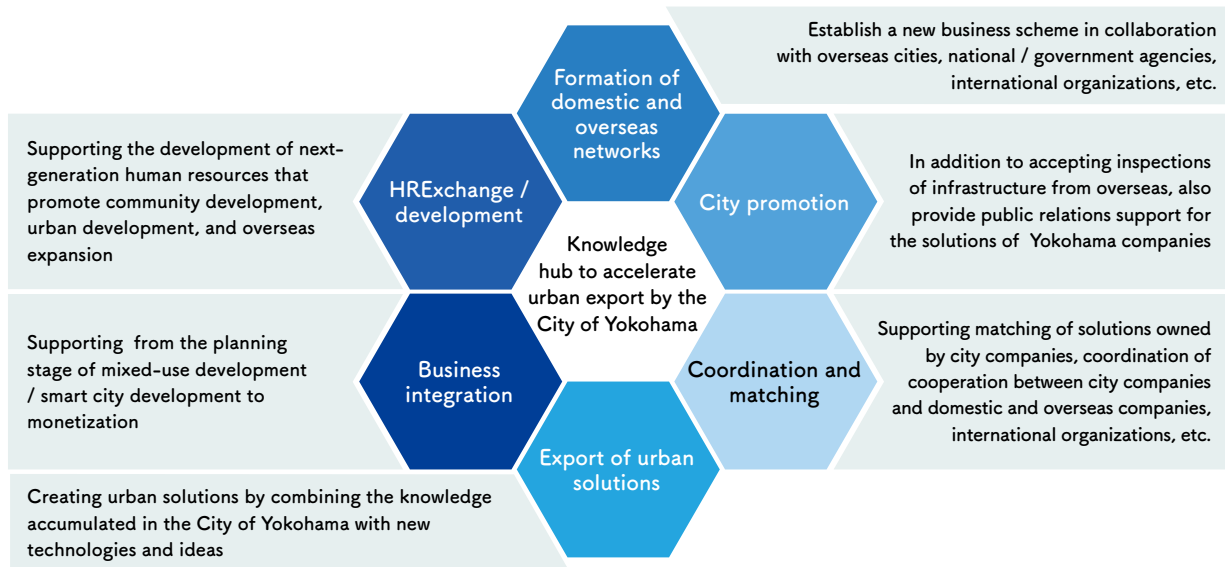 Establish a new business scheme in collaboration
with overseas cities, national / government agencies,
international organizations, etc.
Formation of
domestic and
overseas
networks
Supporting the development of next-
generation human resources that
promote community development,
urban development, and overseas
expansion
HRExchange /
development
City promotion
In addition to accepting inspections
of infrastructure from overseas, also
provide public relations support for
the solutions of Yokohama companies
Knowledge
hub to accelerate
urban export by the
City of Yokohama
Supporting from the planning
stage of mixed-use development
/ smart city development to
monetization
Business
integration
Coordination and
matching
Supporting matching of solutions owned
by city companies, coordination of
cooperation between city companies
and domestic and overseas companies,
international organizations, etc.
Export of urban
solutions
Creating urban solutions by combining the knowledge
accumulated in the City of Yokohama with new
technologies and ideas